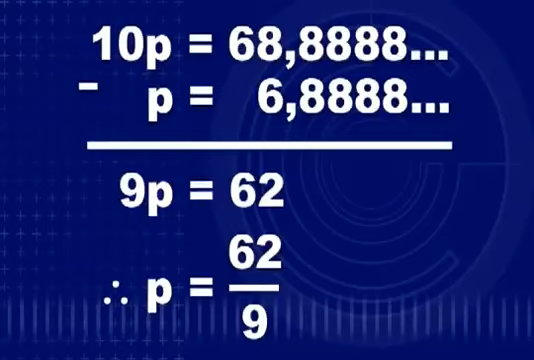 10p = 68,8888...
- p = 6,8888...
9p = 62
∴ p = 62/9